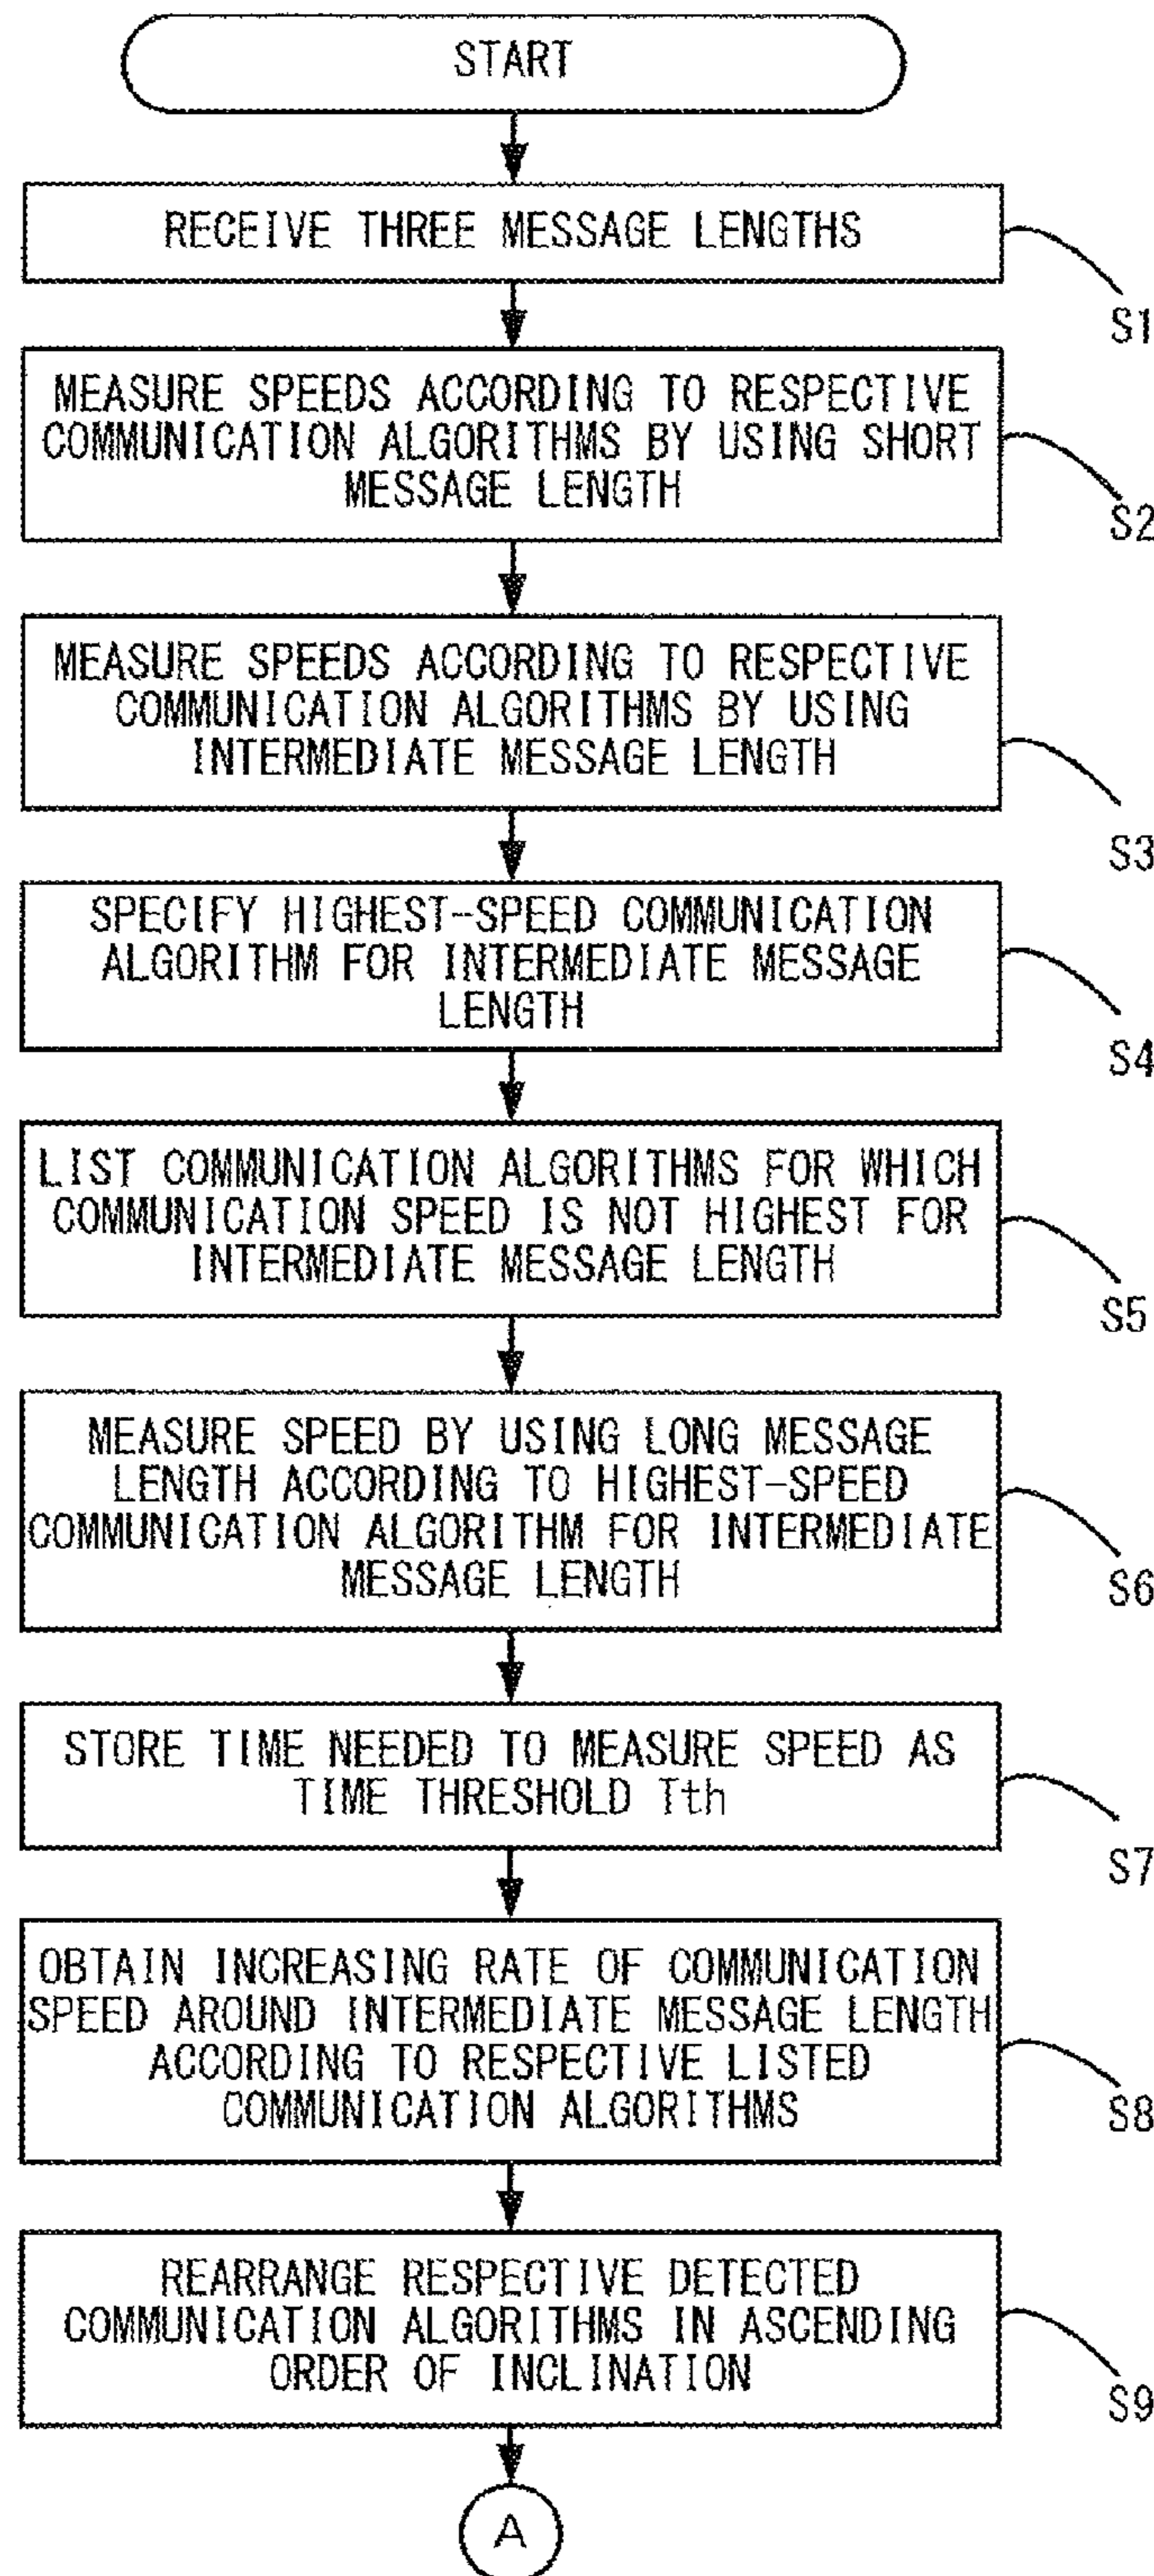 START
RECEIVE THREE MESSAGE LENGTHS
S1
MEASURE SPEEDS ACCORDING TO RESPECTIVE
COMMUNICATION ALGORITHMS BY USING SHORT
MESSAGE LENGTH
S2
MEASURE SPEEDS ACCORDING TO RESPECTIVE
COMMUNICATION ALGORITHMS BY USING
INTERMEDIATE MESSAGE LENGTH
S3
SPECIFY HIGHEST-SPEED COMMUNICATION
ALGORITHM FOR INTERMEDIATE MESSAGE
LENGTH
S4
LIST COMMUNICATION ALGORITHMS FOR WHICH
COMMUNICATION SPEED IS NOT HIGHEST FOR
INTERMEDIATE MESSAGE LENGTH
S5
MEASURE SPEED BY USING LONG MESSAGE
LENGTH ACCORDING TO HIGHEST-SPEED
COMMUNICATION ALGORITHM FOR INTERMEDIATE
MESSAGE LENGTH
S6
STORE TIME NEEDED TO MEASURE SPEED AS
TIME THRESHOLD Tth
S7
OBTAIN INCREASING RATE OF COMMUNICATION
SPEED AROUND INTERMEDIATE MESSAGE LENGTH
ACCORDING TO RESPECTIVE LISTED
COMMUNICATION ALGORITHMS
S8
REARRANGE RESPECTIVE DETECTED
COMMUNICATION ALGORITHMS IN ASCENDING
ORDER OF INCLINATION
S9
A